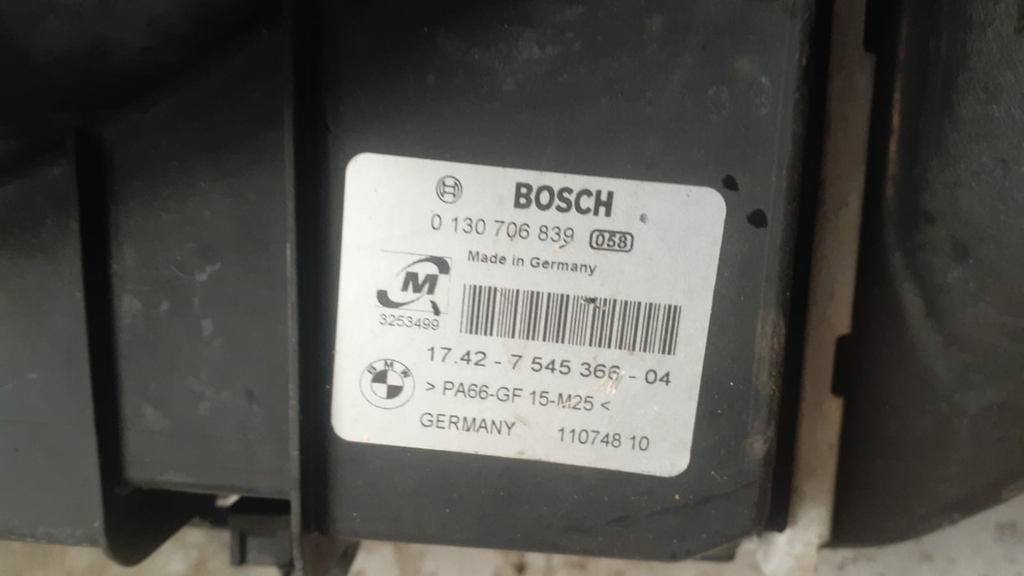 BOSCH
0 130 706 839 058
Made in Germany
M
3253499
17.42 - 7 545 366 - 04
BMW
> PA66-GF 15-M25 <
GERMANY 110748 10